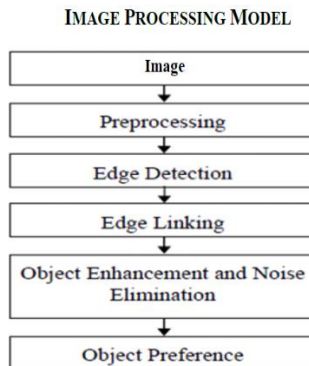 IMAGE PROCESSING MODEL
Image
Preprocessing
Edge Detection
Edge Linking
Object Enhancement and Noise
Elimination
Object Preference